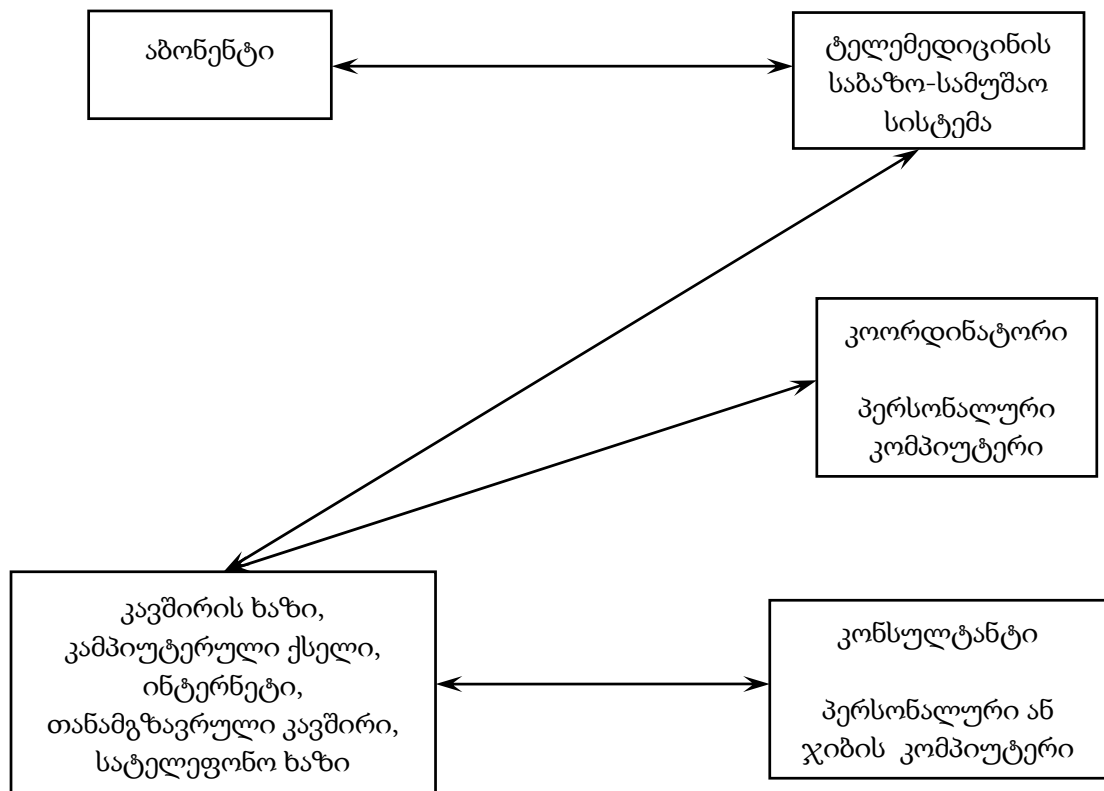 აბონენტი
ტელემედიცინის
საბაზო-სამუშაო
სისტემა
კოორდინატორი
პერსონალური
კომპიუტერი
კავშირის ხაზი,
კამპიუტერული ქსელი,
ინტერნეტი,
თანამგზავრული კავშირი,
სატელეფონო ხაზი
კონსულტანტი
პერსონალური ან
ჯიბის კომპიუტერი